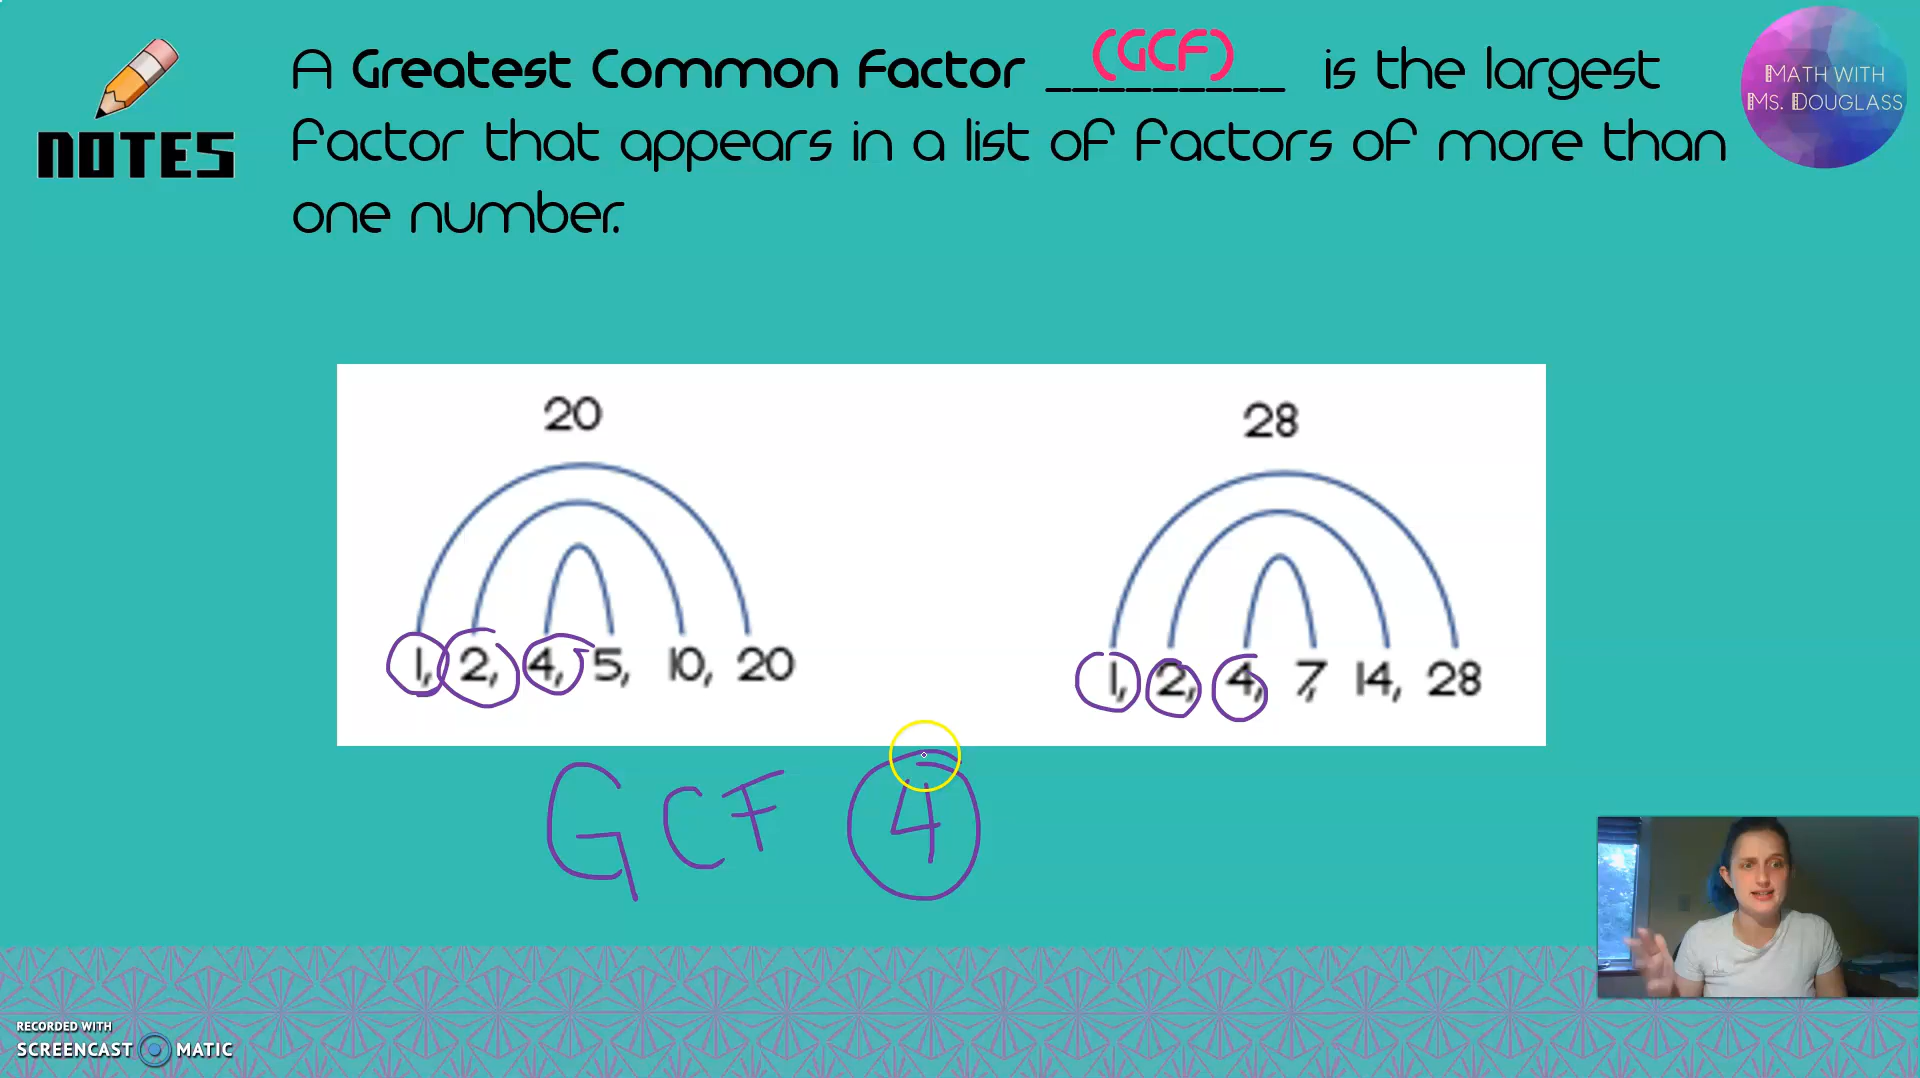 A Greatest Common Factor (GCF) is the largest
factor that appears in a list of factors of more than
one number.
NOTES
MATH WITH
MS. DOUGLASS
20
28
1, 2, 4, 5, 10, 20
1, 2, 4, 7, 14, 28
GCF 4
RECORDED WITH
SCREENCAST MATIC